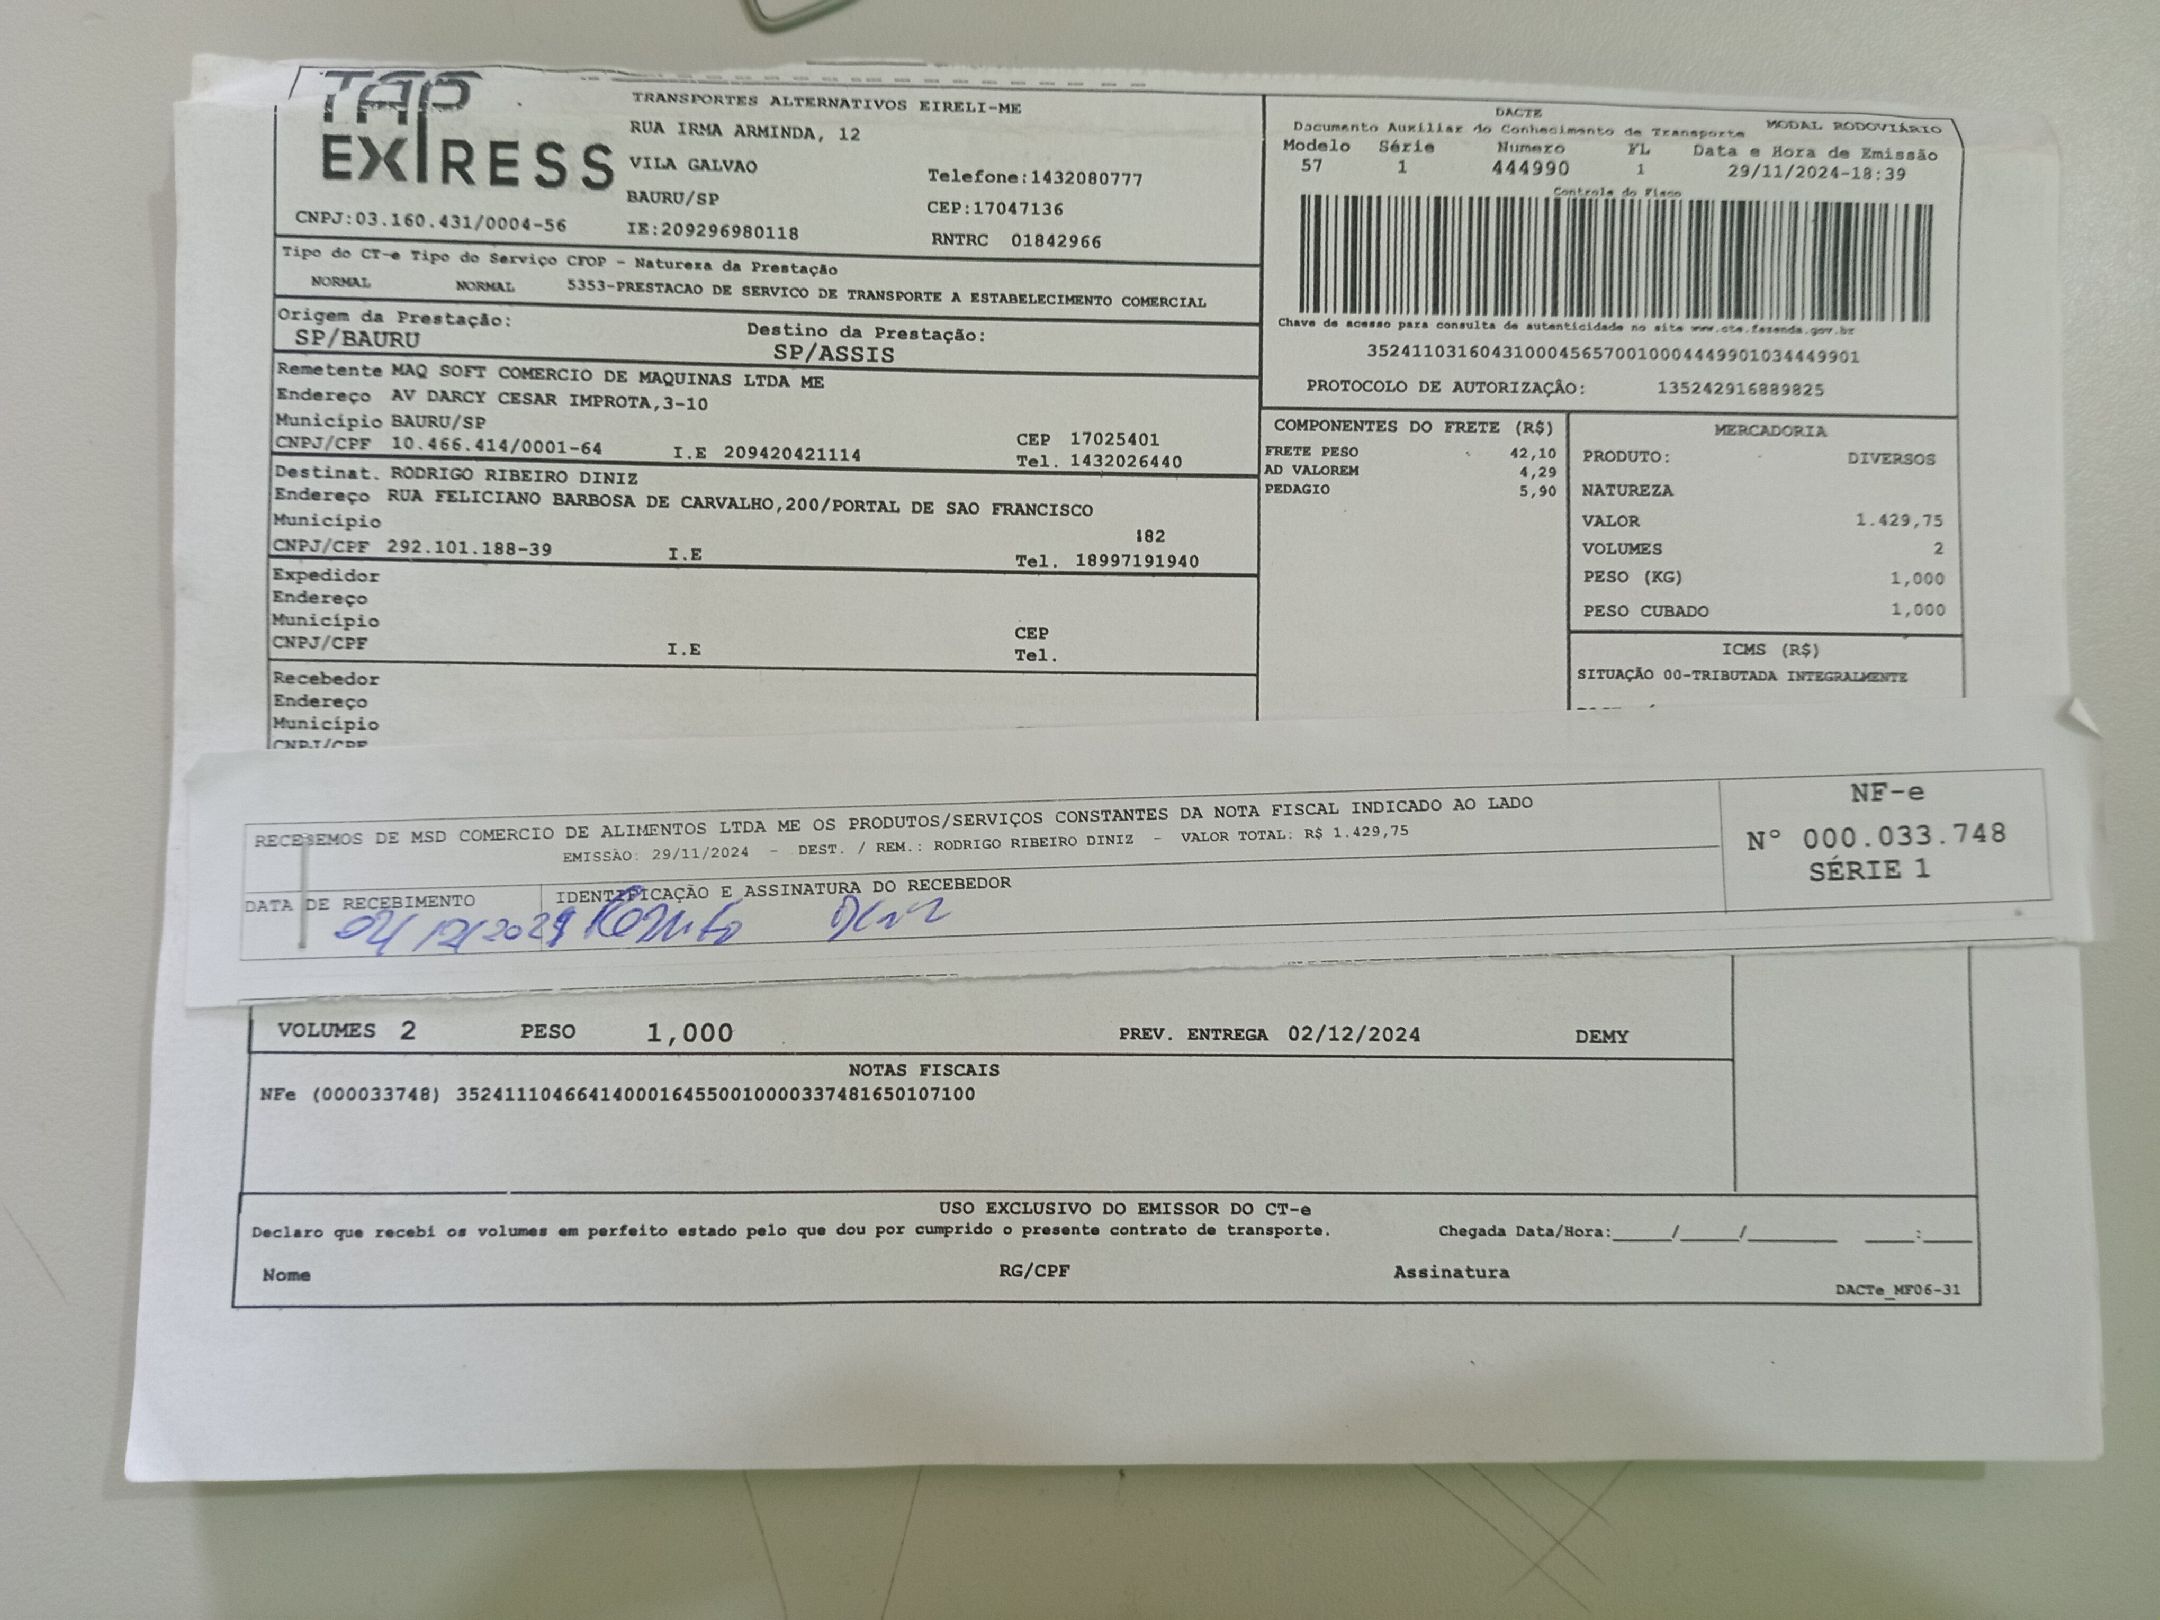 TAP
EXPRESS
CNPJ:03.160.431/0004-56
TRANSPORTES ALTERNATIVOS EIRELI-ME
RUA IRMA ARMINDA, 12
VILA GALVAO
BAURU/SP
IE:209296980118
Telefone:1432080777
CEP:17047136
RNTRC 01842966
DACTE
Documento Auxiliar do Conhecimento de Transporte MODAL RODOVIÁRIO
Modelo Série Numero FL Data e Hora de Emissão
57 1 444990 1 29/11/2024-18:39
Controle do Fisco
Chave de acesso para consulta de autenticidade no site www.cte.fazenda.gov.br
35241103160431000456570010004449901034449901
PROTOCOLO DE AUTORIZAÇÃO: 135242916889825
Tipo do CT-e Tipo do Serviço CFOP - Natureza da Prestação
NORMAL NORMAL 5353-PRESTACAO DE SERVICO DE TRANSPORTE A ESTABELECIMENTO COMERCIAL
Origem da Prestação: Destino da Prestação:
SP/BAURU SP/ASSIS
Remetente MAQ SOFT COMERCIO DE MAQUINAS LTDA ME
Endereço AV DARCY CESAR IMPROTA,3-10
Município BAURU/SP CEP 17025401
CNPJ/CPF 10.466.414/0001-64 I.E 209420421114 Tel. 1432026440
Destinat. RODRIGO RIBEIRO DINIZ
Endereço RUA FELICIANO BARBOSA DE CARVALHO,200/PORTAL DE SAO FRANCISCO
Município 182
CNPJ/CPF 292.101.188-39 I.E Tel. 18997191940
Expedidor
Endereço
Município CEP
CNPJ/CPF I.E Tel.
Recebedor
Endereço
Município
CNPJ/CPF
COMPONENTES DO FRETE (R$)
FRETE PESO 42,10
AD VALOREM 4,29
PEDAGIO 5,90
MERCADORIA
PRODUTO: DIVERSOS
NATUREZA
VALOR 1.429,75
VOLUMES 2
PESO (KG) 1,000
PESO CUBADO 1,000
ICMS (R$)
SITUAÇÃO 00-TRIBUTADA INTEGRALMENTE
RECEBEMOS DE MSD COMERCIO DE ALIMENTOS LTDA ME OS PRODUTOS/SERVIÇOS CONSTANTES DA NOTA FISCAL INDICADO AO LADO
EMISSÃO: 29/11/2024 - DEST. / REM.: RODRIGO RIBEIRO DINIZ - VALOR TOTAL: R$ 1.429,75
NF-e
Nº 000.033.748
SÉRIE 1
DATA DE RECEBIMENTO IDENTIFICAÇÃO E ASSINATURA DO RECEBEDOR
VOLUMES 2 PESO 1,000 PREV. ENTREGA 02/12/2024 DEMY
NOTAS FISCAIS
NFe (000033748) 35241110466414000164550010000337481650107100
USO EXCLUSIVO DO EMISSOR DO CT-e
Declaro que recebi os volumes em perfeito estado pelo que dou por cumprido o presente contrato de transporte. Chegada Data/Hora:_____/_____/________ ____:____
Nome RG/CPF Assinatura
DACTe_MF06-31